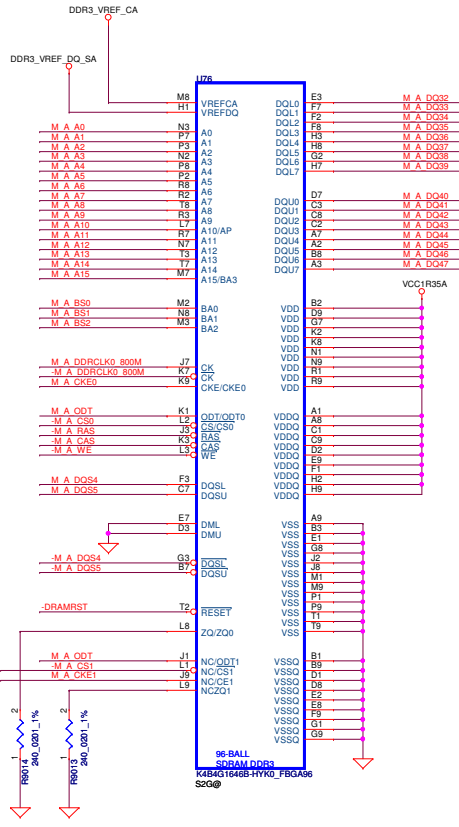 DDR3_VREF_CA
DDR3_VREF_DQ_SA
U76
M8 VREFCA
H1 VREFDQ
M_A_A0 N3 A0
M_A_A1 P7 A1
M_A_A2 P3 A2
M_A_A3 N2 A3
M_A_A4 P8 A4
M_A_A5 P2 A5
M_A_A6 R8 A6
M_A_A7 R2 A7
M_A_A8 T8 A8
M_A_A9 R3 A9
M_A_A10 L7 A10/AP
M_A_A11 R7 A11
M_A_A12 N7 A12
M_A_A13 T3 A13
M_A_A14 T7 A14
M_A_A15 M7 A15/BA3
M_A_BS0 M2 BA0
M_A_BS1 N8 BA1
M_A_BS2 M3 BA2
M_A_DDRCLK0_800M J7 CK
-M_A_DDRCLK0_800M K7 CK
M_A_CKE0 K9 CKE/CKE0
M_A_ODT K1 ODT/ODT0
-M_A_CS0 L2 CS/CS0
-M_A_RAS J3 RAS
-M_A_CAS K3 CAS
-M_A_WE L3 WE
M_A_DQS4 F3 DQSL
M_A_DQS5 C7 DQSU
E7 DML
D3 DMU
-M_A_DQS4 G3 DQSL
-M_A_DQS5 B7 DQSU
-DRAMRST T2 RESET
L8 ZQ/ZQ0
M_A_ODT J1 NC/ODT1
-M_A_CS1 L1 NC/CS1
M_A_CKE1 J9 NC/CE1
L9 NCZQ1
DQL0 E3 M_A_DQ32
DQL1 F7 M_A_DQ33
DQL2 F2 M_A_DQ34
DQL3 F8 M_A_DQ35
DQL4 H3 M_A_DQ36
DQL5 H8 M_A_DQ37
DQL6 G2 M_A_DQ38
DQL7 H7 M_A_DQ39
DQU0 D7 M_A_DQ40
DQU1 C3 M_A_DQ41
DQU2 C8 M_A_DQ42
DQU3 C2 M_A_DQ43
DQU4 A7 M_A_DQ44
DQU5 A2 M_A_DQ45
DQU6 B8 M_A_DQ46
DQU7 A3 M_A_DQ47
VCC1R35A
VDD B2
VDD D9
VDD G7
VDD K2
VDD K8
VDD N1
VDD N9
VDD R1
VDD R9
VDDQ A1
VDDQ A8
VDDQ C1
VDDQ C9
VDDQ D2
VDDQ E9
VDDQ F1
VDDQ H2
VDDQ H9
VSS A9
VSS B3
VSS E1
VSS G8
VSS J2
VSS J8
VSS M1
VSS M9
VSS P1
VSS P9
VSS T1
VSS T9
VSSQ B1
VSSQ B9
VSSQ D1
VSSQ D8
VSSQ E2
VSSQ E8
VSSQ F9
VSSQ G1
VSSQ G9
2 1 R9014 240_0201_1%
2 1 R9013 240_0201_1%
96-BALL
SDRAM DDR3
K4B4G1646B-HYK0_FBGA96
S2G@